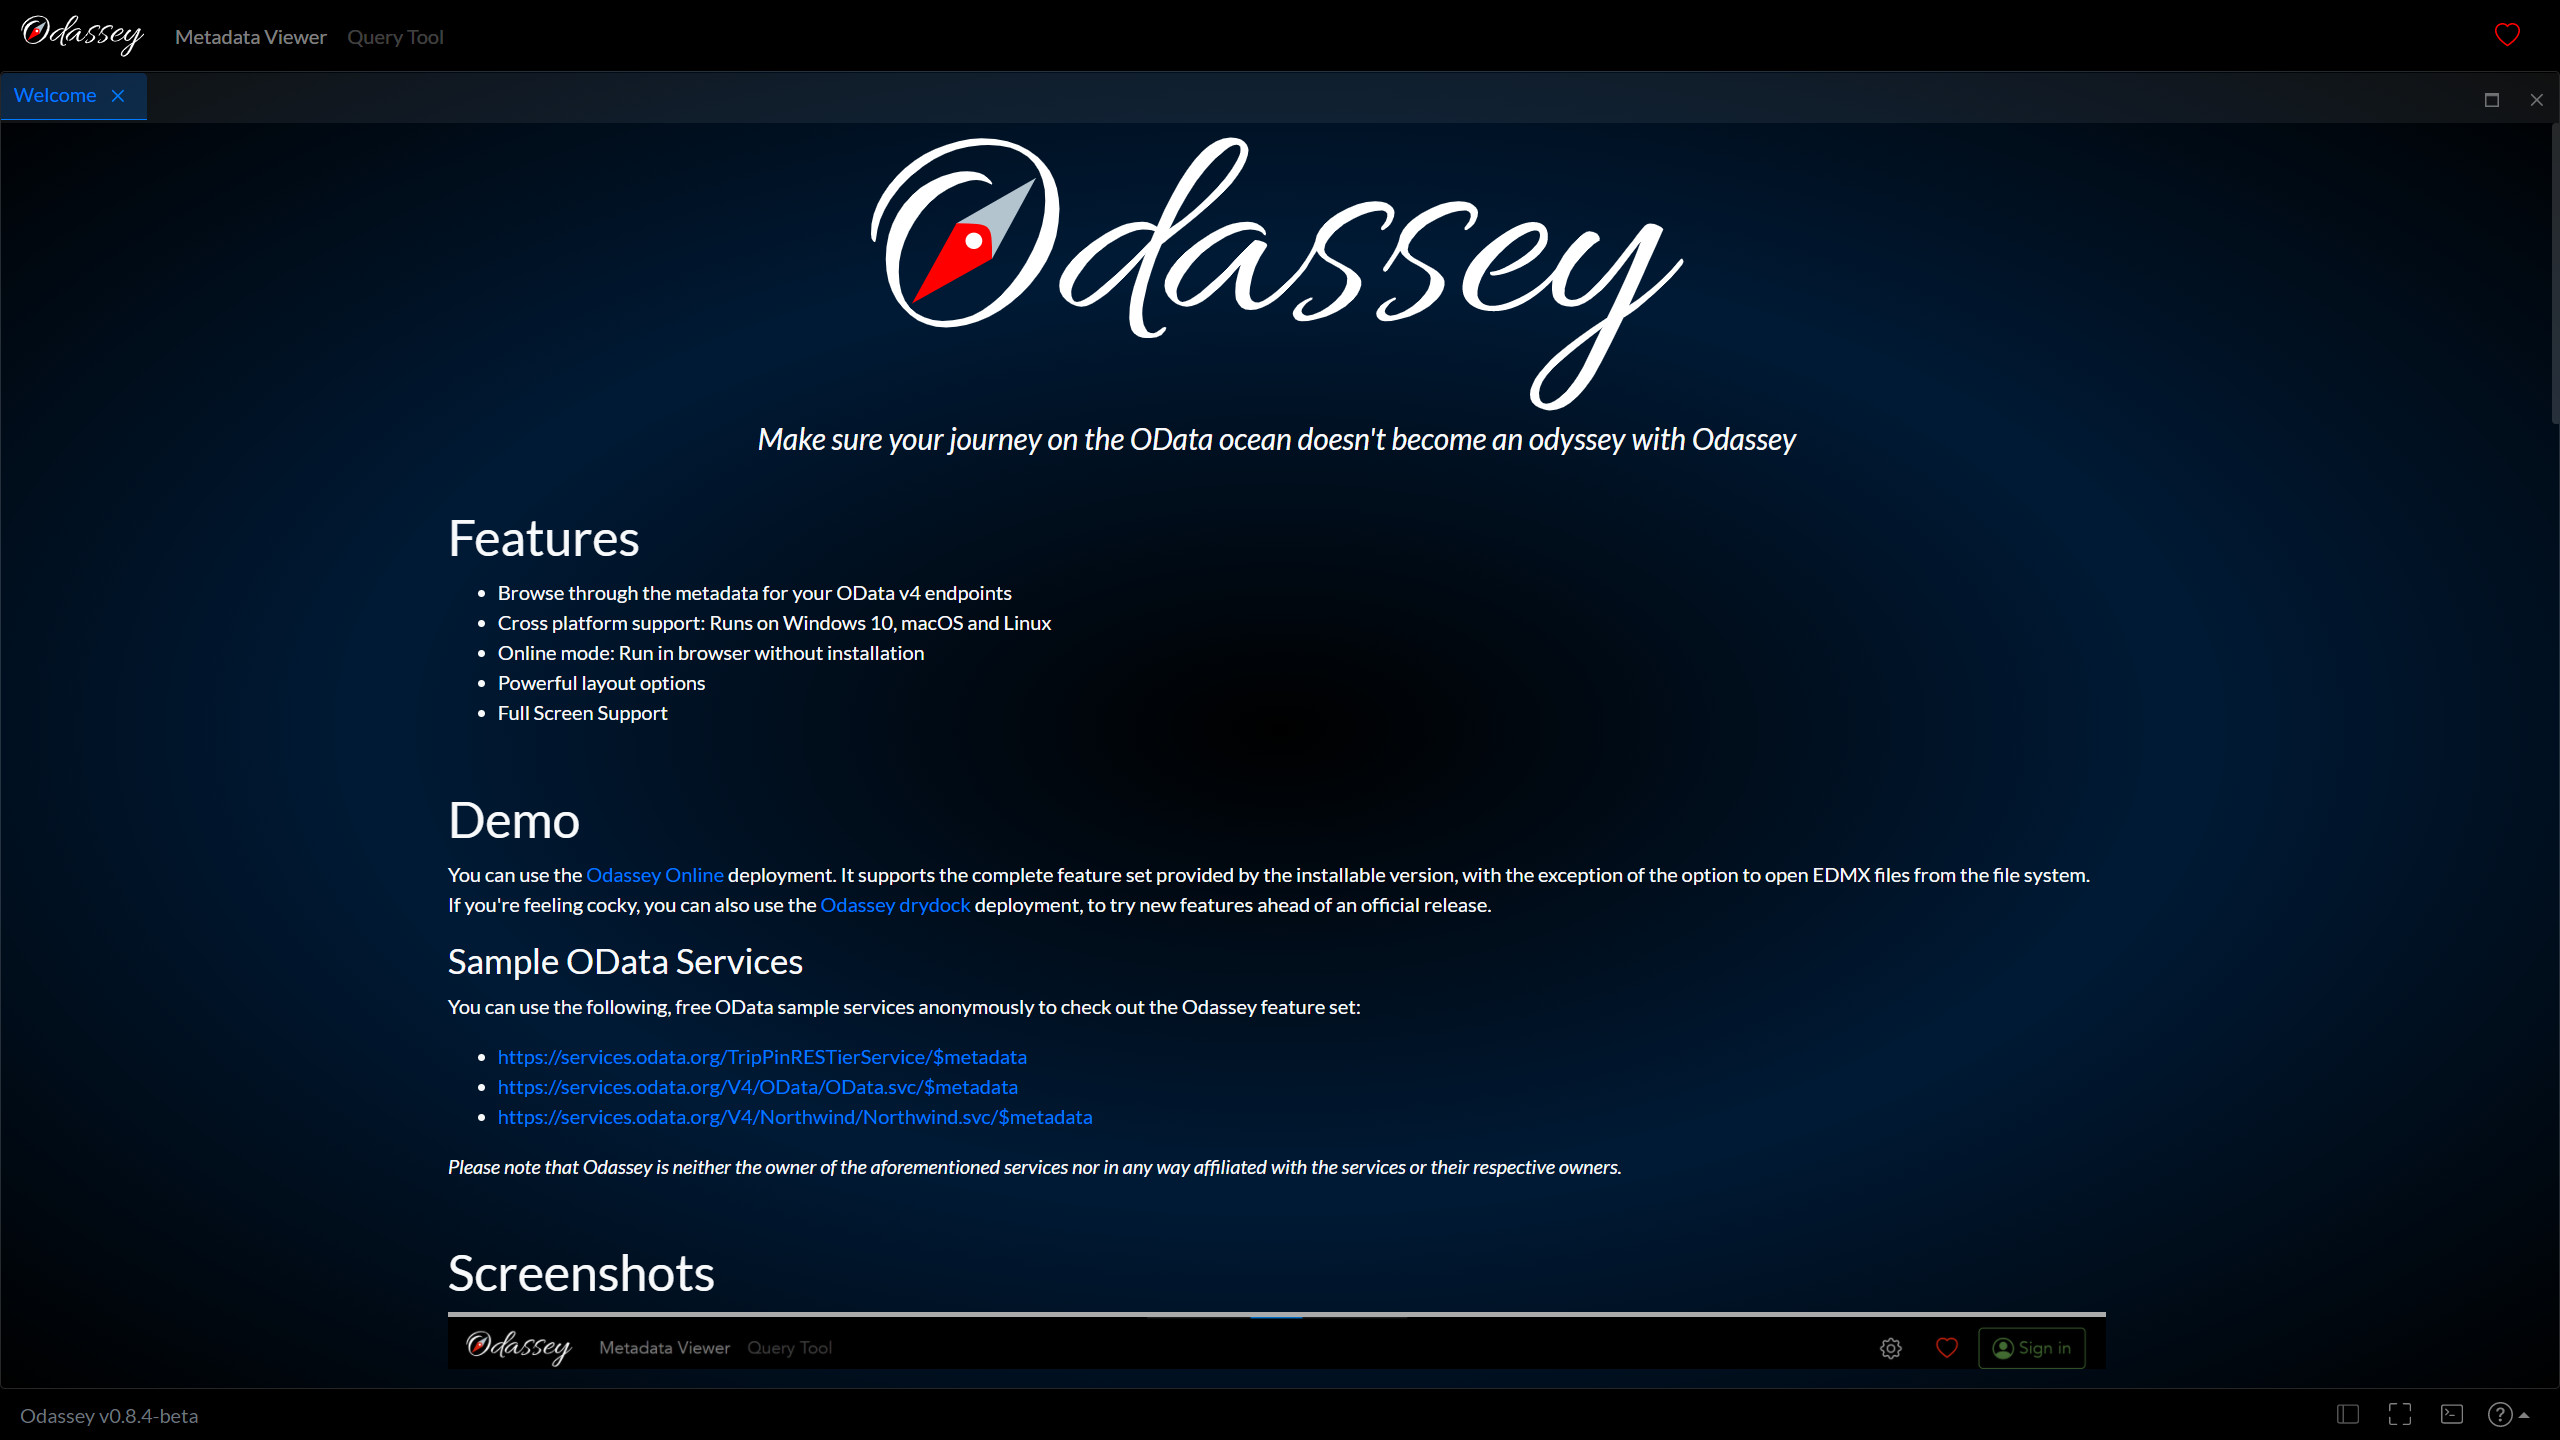 Odassey Metadata Viewer Query Tool
Welcome
Odassey
Make sure your journey on the OData ocean doesn't become an odyssey with Odassey
Features
Browse through the metadata for your OData v4 endpoints
Cross platform support: Runs on Windows 10, macOS and Linux
Online mode: Run in browser without installation
Powerful layout options
Full Screen Support
Demo
You can use the Odassey Online deployment. It supports the complete feature set provided by the installable version, with the exception of the option to open EDMX files from the file system.
If you're feeling cocky, you can also use the Odassey drydock deployment, to try new features ahead of an official release.
Sample OData Services
You can use the following, free OData sample services anonymously to check out the Odassey feature set:
https://services.odata.org/TripPinRESTierService/$metadata
https://services.odata.org/V4/OData/OData.svc/$metadata
https://services.odata.org/V4/Northwind/Northwind.svc/$metadata
Please note that Odassey is neither the owner of the aforementioned services nor in any way affiliated with the services or their respective owners.
Screenshots
Odassey Metadata Viewer Query Tool Sign in
Odassey v0.8.4-beta